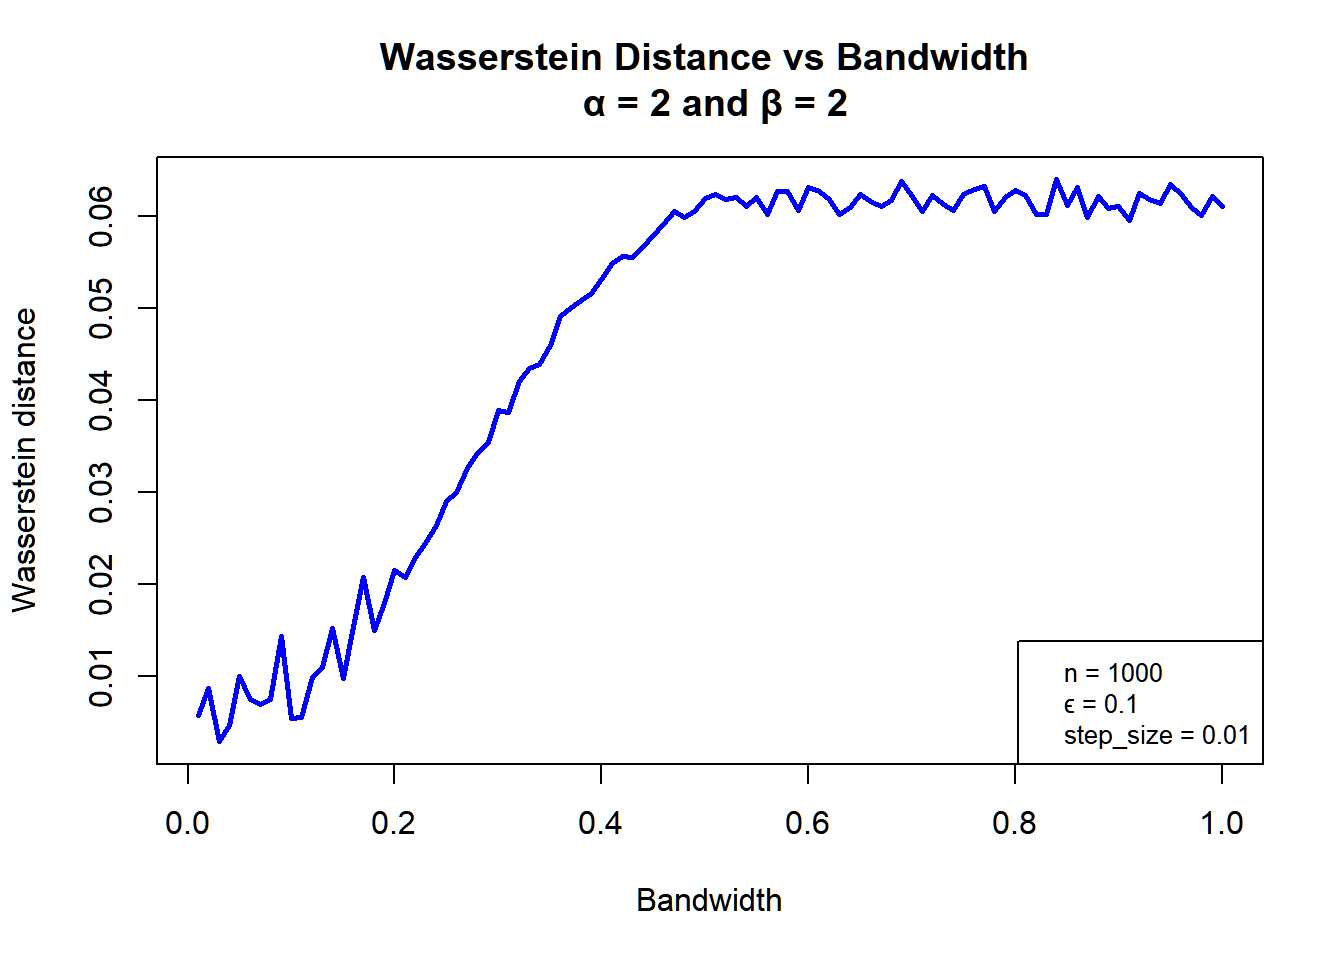 Wasserstein Distance vs Bandwidth
α = 2 and β = 2
Wasserstein distance
0.06
0.05
0.04
0.03
0.02
0.01
n = 1000
ϵ = 0.1
step_size = 0.01
0.0 0.2 0.4 0.6 0.8 1.0
Bandwidth